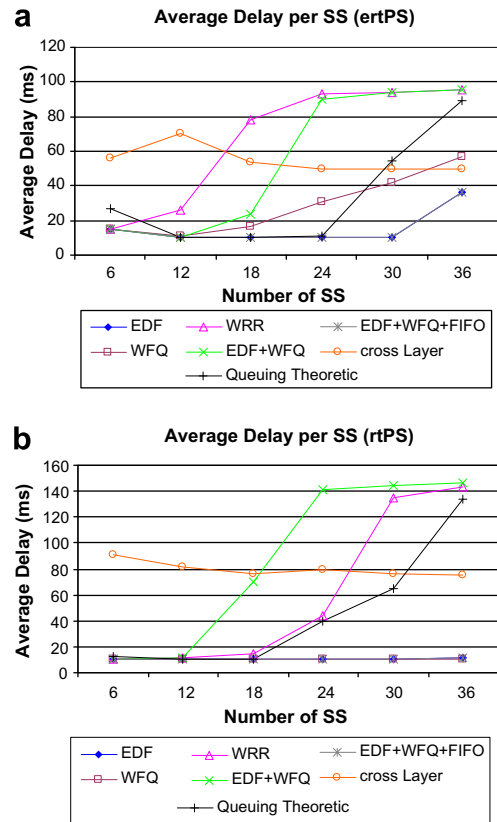 a
Average Delay per SS (ertPS)
120
100
80
60
40
20
0
Average Delay (ms)
6 12 18 24 30 36
Number of SS
EDF WRR EDF+WFQ+FIFO
WFQ EDF+WFQ cross Layer
Queuing Theoretic
b
Average Delay per SS (rtPS)
160
140
120
100
80
60
40
20
0
Average Delay (ms)
6 12 18 24 30 36
Number of SS
EDF WRR EDF+WFQ+FIFO
WFQ EDF+WFQ cross Layer
Queuing Theoretic